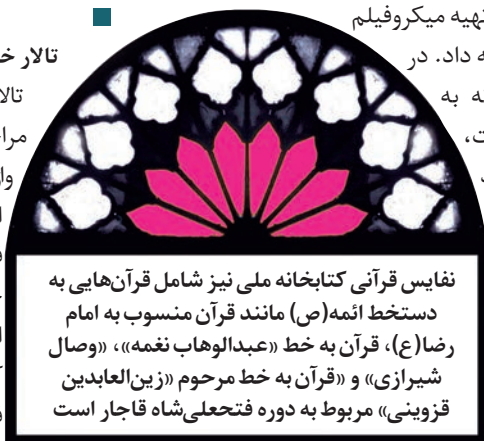 تهیه میکروفیلم
ه داد. در
ه به
ت،
نفایس قرآنی کتابخانه ملی نیز شامل قرآن‌هایی به
دستخط ائمه(ص) مانند قرآن منسوب به امام
رضا(ع)، قرآن به خط «عبدالوهاب نغمه»، «وصال
شیرازی» و «قرآن به خط مرحوم «زین‌العابدین
قزوینی» مربوط به دوره فتحعلی‌شاه قاجار است
تالار خ
تالا
مرا
وار